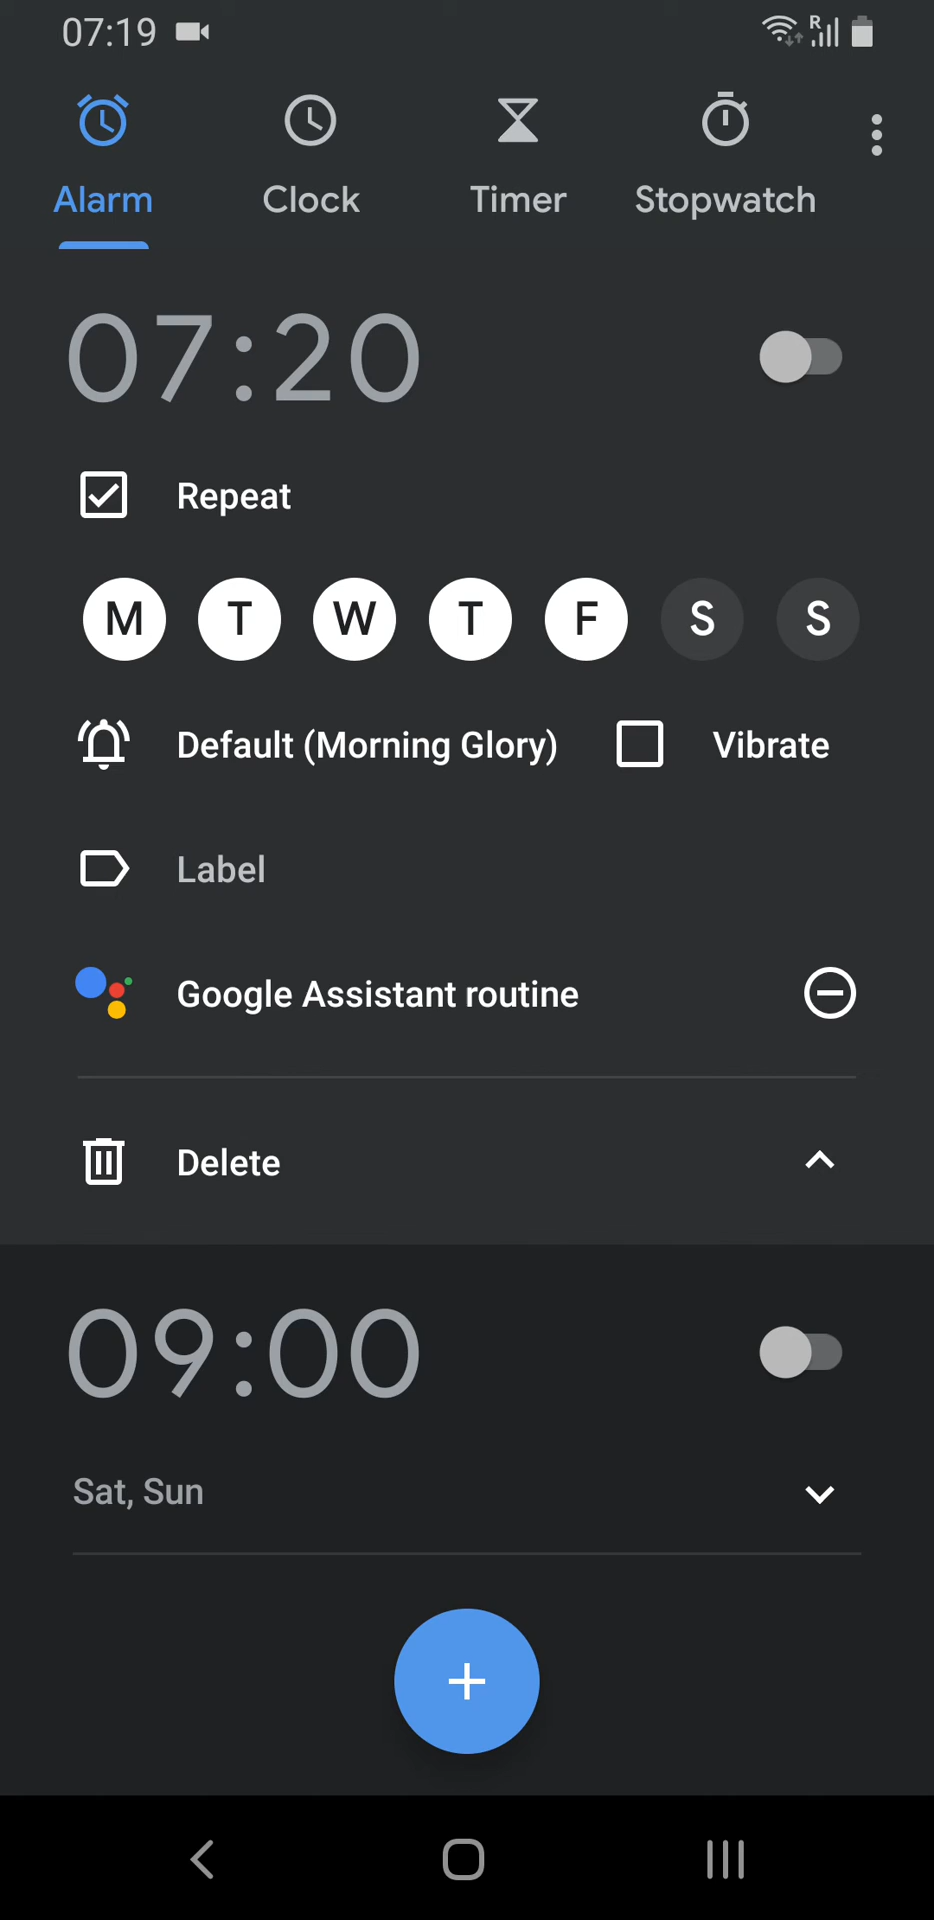 07:19
R
Alarm Clock Timer Stopwatch
07:20
Repeat
M T W T F S S
Default (Morning Glory) Vibrate
Label
Google Assistant routine
Delete
09:00
Sat, Sun